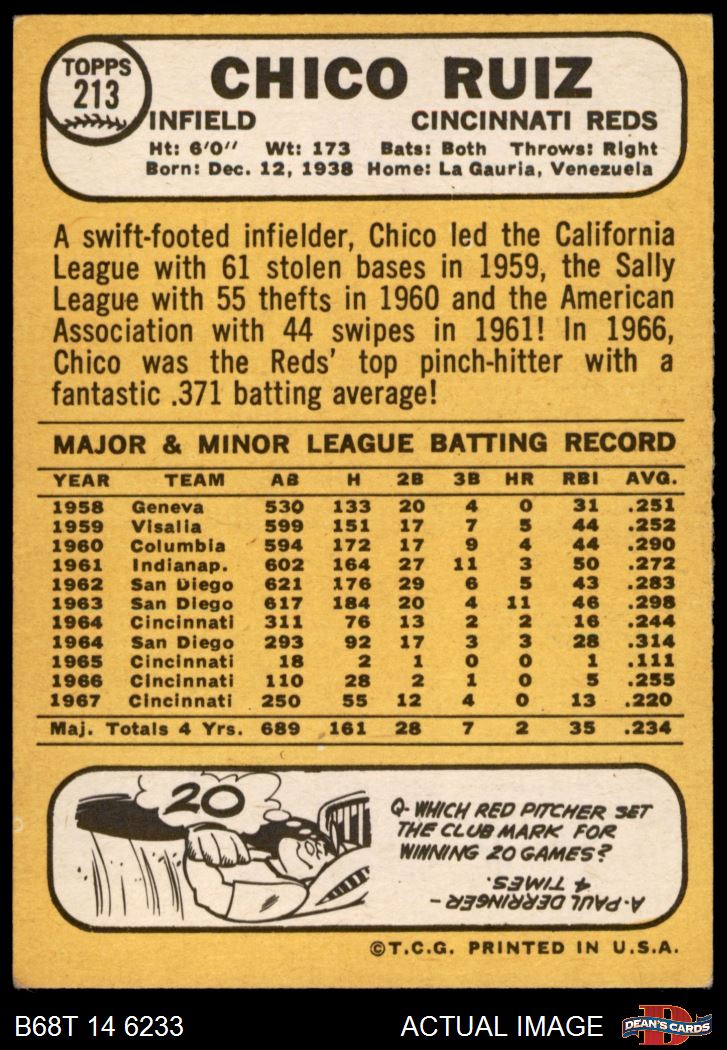 TOPPS
213
CHICO RUIZ
INFIELD CINCINNATI REDS
Ht: 6'0" Wt: 173 Bats: Both Throws: Right
Born: Dec. 12, 1938 Home: La Gauria, Venezuela
A swift-footed infielder, Chico led the California
League with 61 stolen bases in 1959, the Sally
League with 55 thefts in 1960 and the American
Association with 44 swipes in 1961! In 1966,
Chico was the Reds' top pinch-hitter with a
fantastic .371 batting average!
MAJOR & MINOR LEAGUE BATTING RECORD
YEAR TEAM AB H 2B 3B HR RBI AVG.
1958 Geneva 530 133 20 4 0 31 .251
1959 Visalia 599 151 17 7 5 44 .252
1960 Columbia 594 172 17 9 4 44 .290
1961 Indianap. 602 164 27 11 3 50 .272
1962 San Diego 621 176 29 6 5 43 .283
1963 San Diego 617 184 20 4 11 46 .298
1964 Cincinnati 311 76 13 2 2 16 .244
1964 San Diego 293 92 17 3 3 28 .314
1965 Cincinnati 18 2 1 0 0 1 .111
1966 Cincinnati 110 28 2 1 0 5 .255
1967 Cincinnati 250 55 12 4 0 13 .220
Maj. Totals 4 Yrs. 689 161 28 7 2 35 .234
20
Q- WHICH RED PITCHER SET
THE CLUB MARK FOR
WINNING 20 GAMES?
A- PAUL DERRINGER -
4 TIMES.
©T.C.G. PRINTED IN U.S.A.
B68T 14 6233 ACTUAL IMAGE
D
DEAN'S CARDS